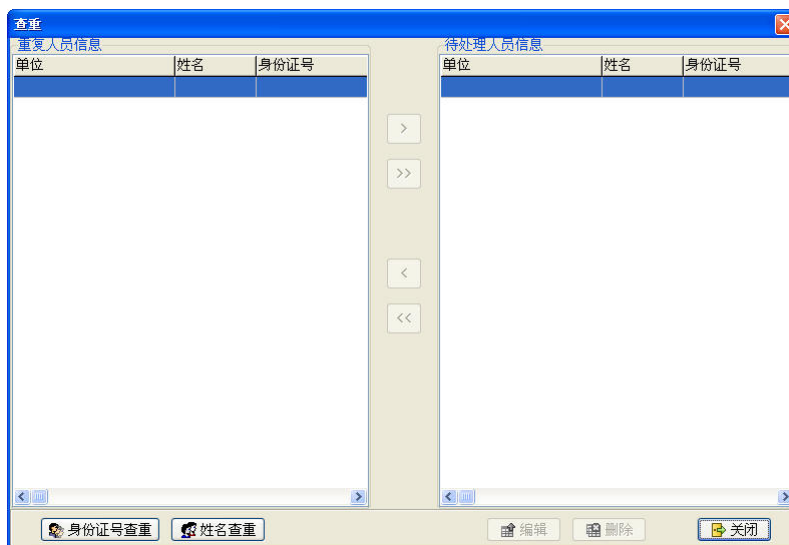 查重
重复人员信息
待处理人员信息
单位 姓名 身份证号
单位 姓名 身份证号
>
>>
<
<<
身份证号查重 姓名查重 编辑 删除 关闭